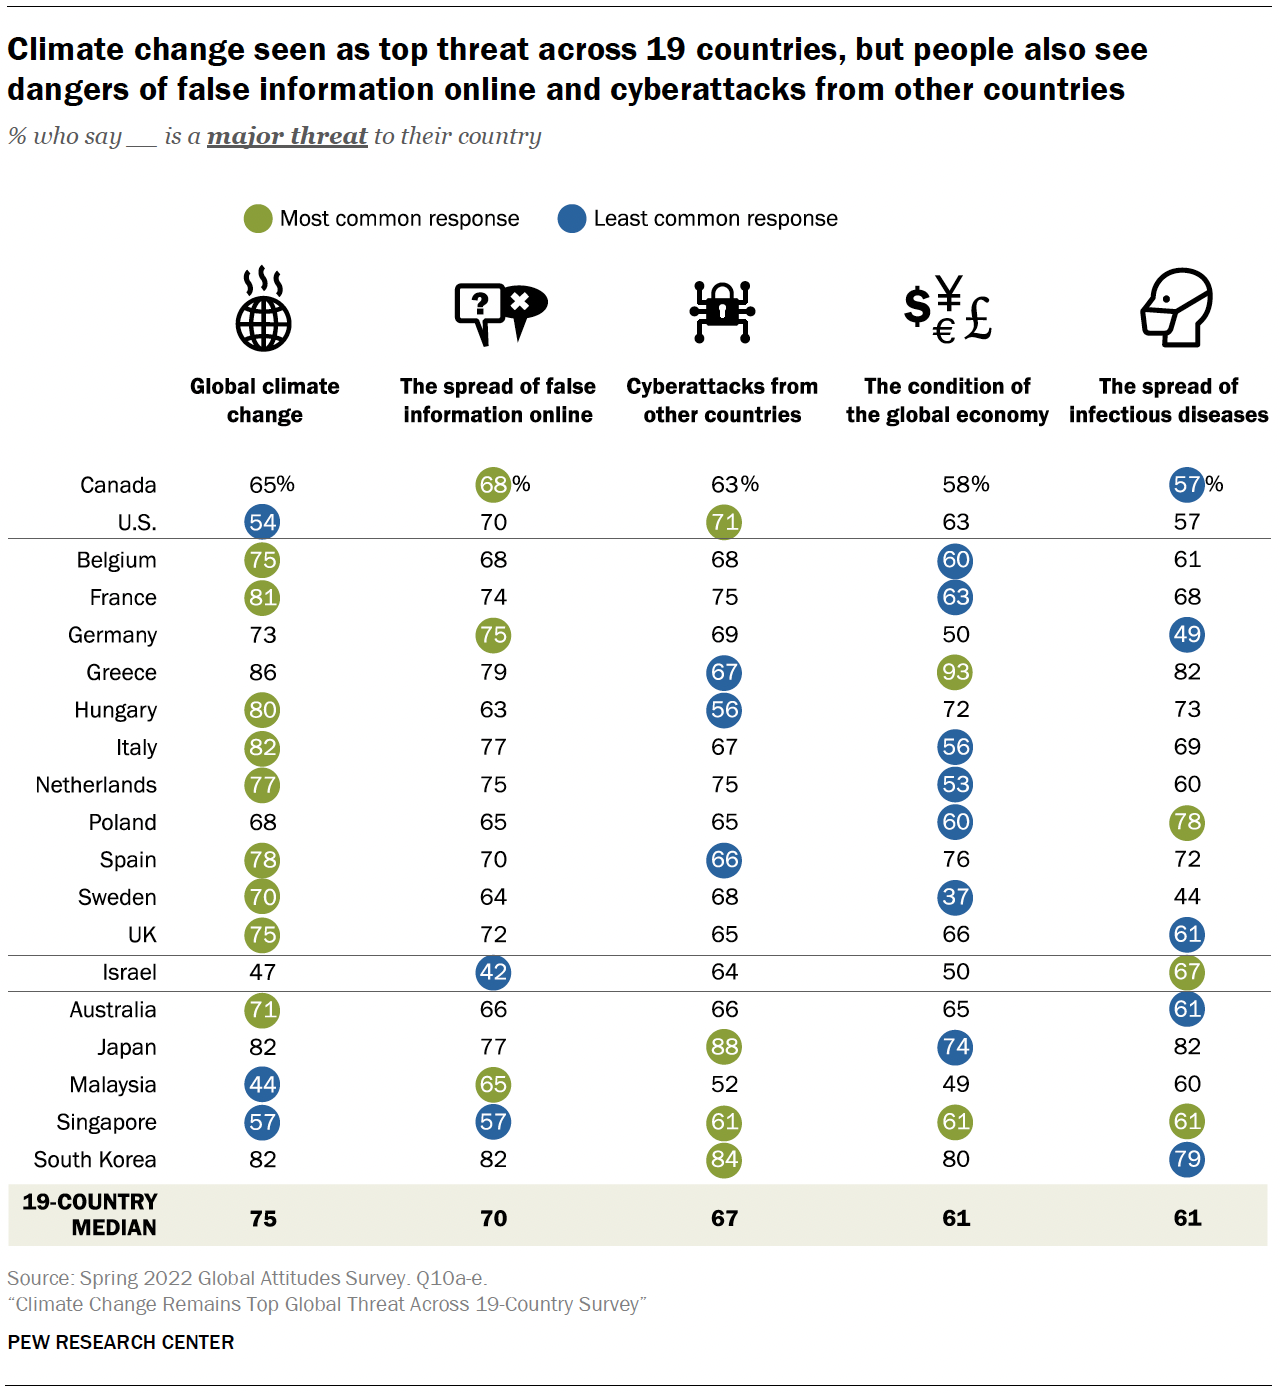 Climate change seen as top threat across 19 countries, but people also see
dangers of false information online and cyberattacks from other countries
% who say __ is a major threat to their country
Most common response Least common response
? ×
$ ¥ € £
Global climate change The spread of false information online Cyberattacks from other countries The condition of the global economy The spread of infectious diseases
Canada 65% 68% 63% 58% 57%
U.S. 54 70 71 63 57
Belgium 75 68 68 60 61
France 81 74 75 63 68
Germany 73 75 69 50 49
Greece 86 79 67 93 82
Hungary 80 63 56 72 73
Italy 82 77 67 56 69
Netherlands 77 75 75 53 60
Poland 68 65 65 60 78
Spain 78 70 66 76 72
Sweden 70 64 68 37 44
UK 75 72 65 66 61
Israel 47 42 64 50 67
Australia 71 66 66 65 61
Japan 82 77 88 74 82
Malaysia 44 65 52 49 60
Singapore 57 57 61 61 61
South Korea 82 82 84 80 79
19-COUNTRY MEDIAN 75 70 67 61 61
Source: Spring 2022 Global Attitudes Survey. Q10a-e.
“Climate Change Remains Top Global Threat Across 19-Country Survey”
PEW RESEARCH CENTER